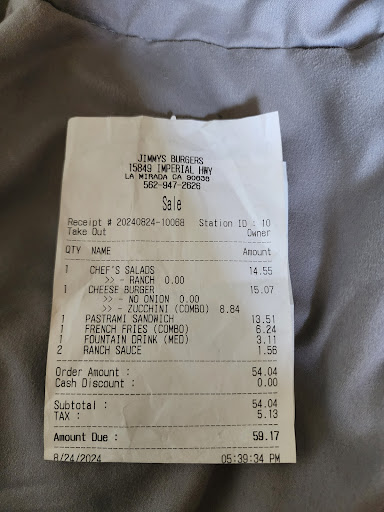 JIMMYS BURGERS
15849 IMPERIAL HWY
LA MIRADA CA 90638
562-947-2626
Sale
Receipt # 20240824-10068 Station ID : 10
Take Out Owner
QTY NAME Amount
1 CHEF'S SALADS 14.55
>> - RANCH 0.00
1 CHEESE BURGER 15.07
>> - NO ONION 0.00
>> - ZUCCHINI (COMBO) 8.84
1 PASTRAMI SANDWICH 13.51
1 FRENCH FRIES (COMBO) 6.24
1 FOUNTAIN DRINK (MED) 3.11
2 RANCH SAUCE 1.56
Order Amount : 54.04
Cash Discount : 0.00
Subtotal : 54.04
TAX : 5.13
Amount Due : 59.17
8/24/2024 05:39:34 PM